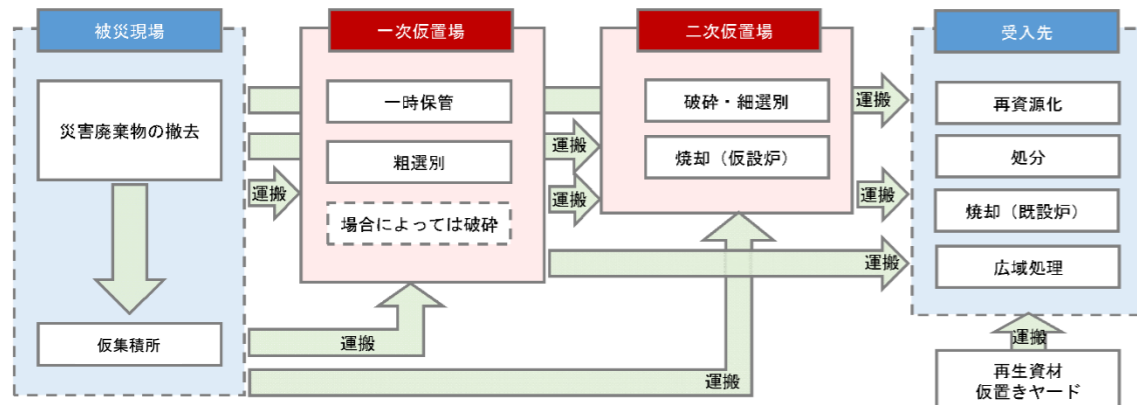 被災現場
災害廃棄物の撤去
仮集積所
運搬
運搬
運搬
一次仮置場
一時保管
粗選別
場合によっては破砕
運搬
運搬
運搬
二次仮置場
破砕・細選別
焼却（仮設炉）
運搬
運搬
受入先
再資源化
処分
焼却（既設炉）
広域処理
運搬
再生資材
仮置きヤード